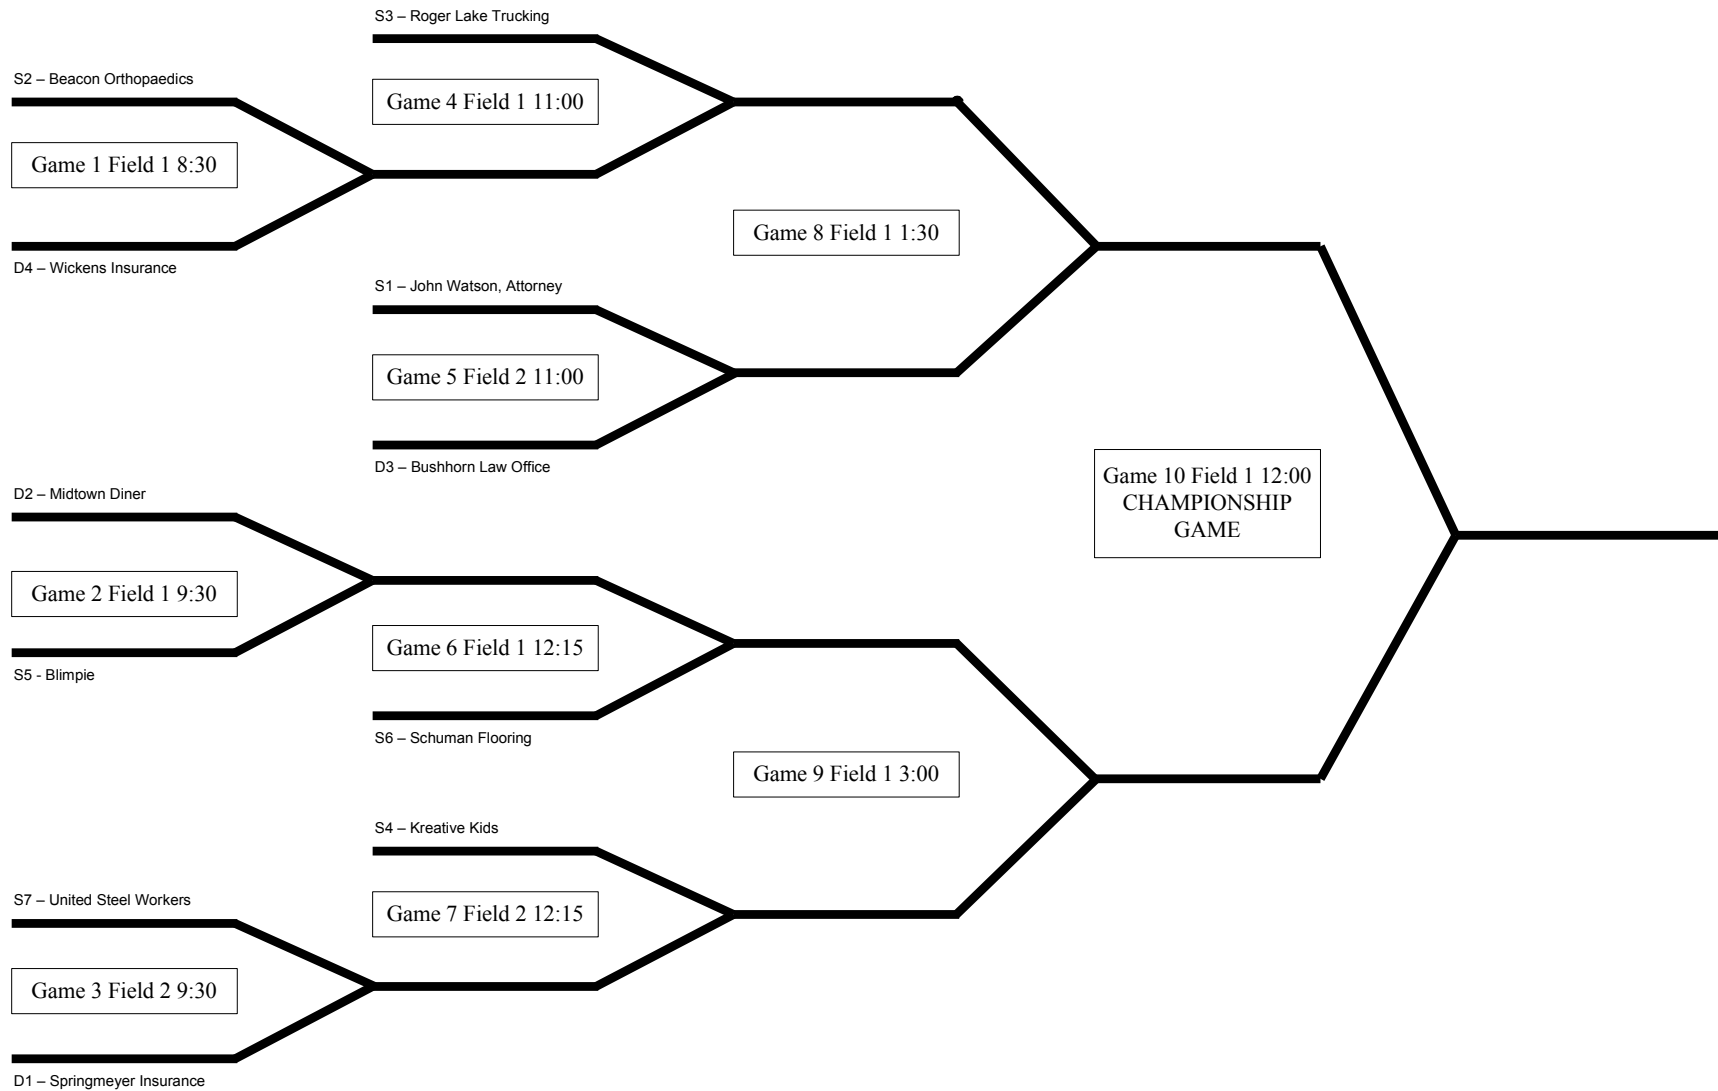 S3 – Roger Lake Trucking
S2 – Beacon Orthopaedics
Game 4 Field 1 11:00
Game 1 Field 1 8:30
Game 8 Field 1 1:30
D4 – Wickens Insurance
S1 – John Watson, Attorney
Game 5 Field 2 11:00
D3 – Bushhorn Law Office
Game 10 Field 1 12:00
CHAMPIONSHIP
GAME
D2 – Midtown Diner
Game 2 Field 1 9:30
Game 6 Field 1 12:15
S5 - Blimpie
S6 – Schuman Flooring
Game 9 Field 1 3:00
S4 – Kreative Kids
S7 – United Steel Workers
Game 7 Field 2 12:15
Game 3 Field 2 9:30
D1 – Springmeyer Insurance